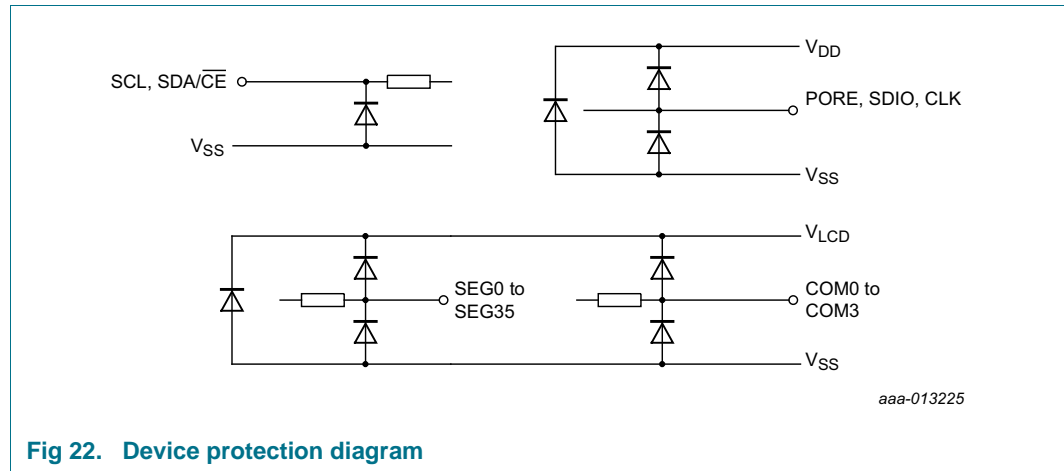 SCL, SDA/C̅E̅
VSS
VDD
PORE, SDIO, CLK
VSS
VLCD
SEG0 to
SEG35
COM0 to
COM3
VSS
aaa-013225
Fig 22. Device protection diagram